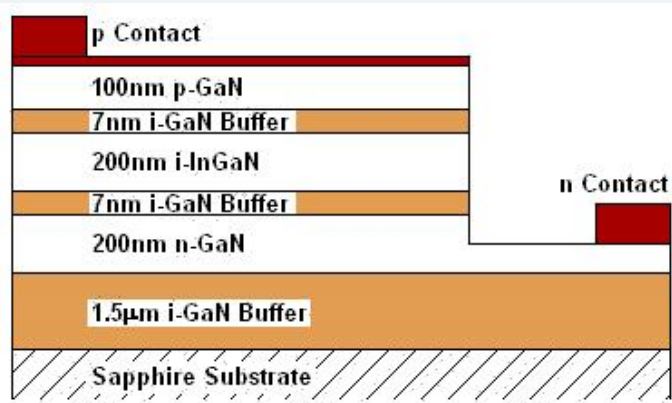 p Contact
100nm p-GaN
7nm i-GaN Buffer
200nm i-InGaN
7nm i-GaN Buffer
n Contact
200nm n-GaN
1.5μm i-GaN Buffer
Sapphire Substrate